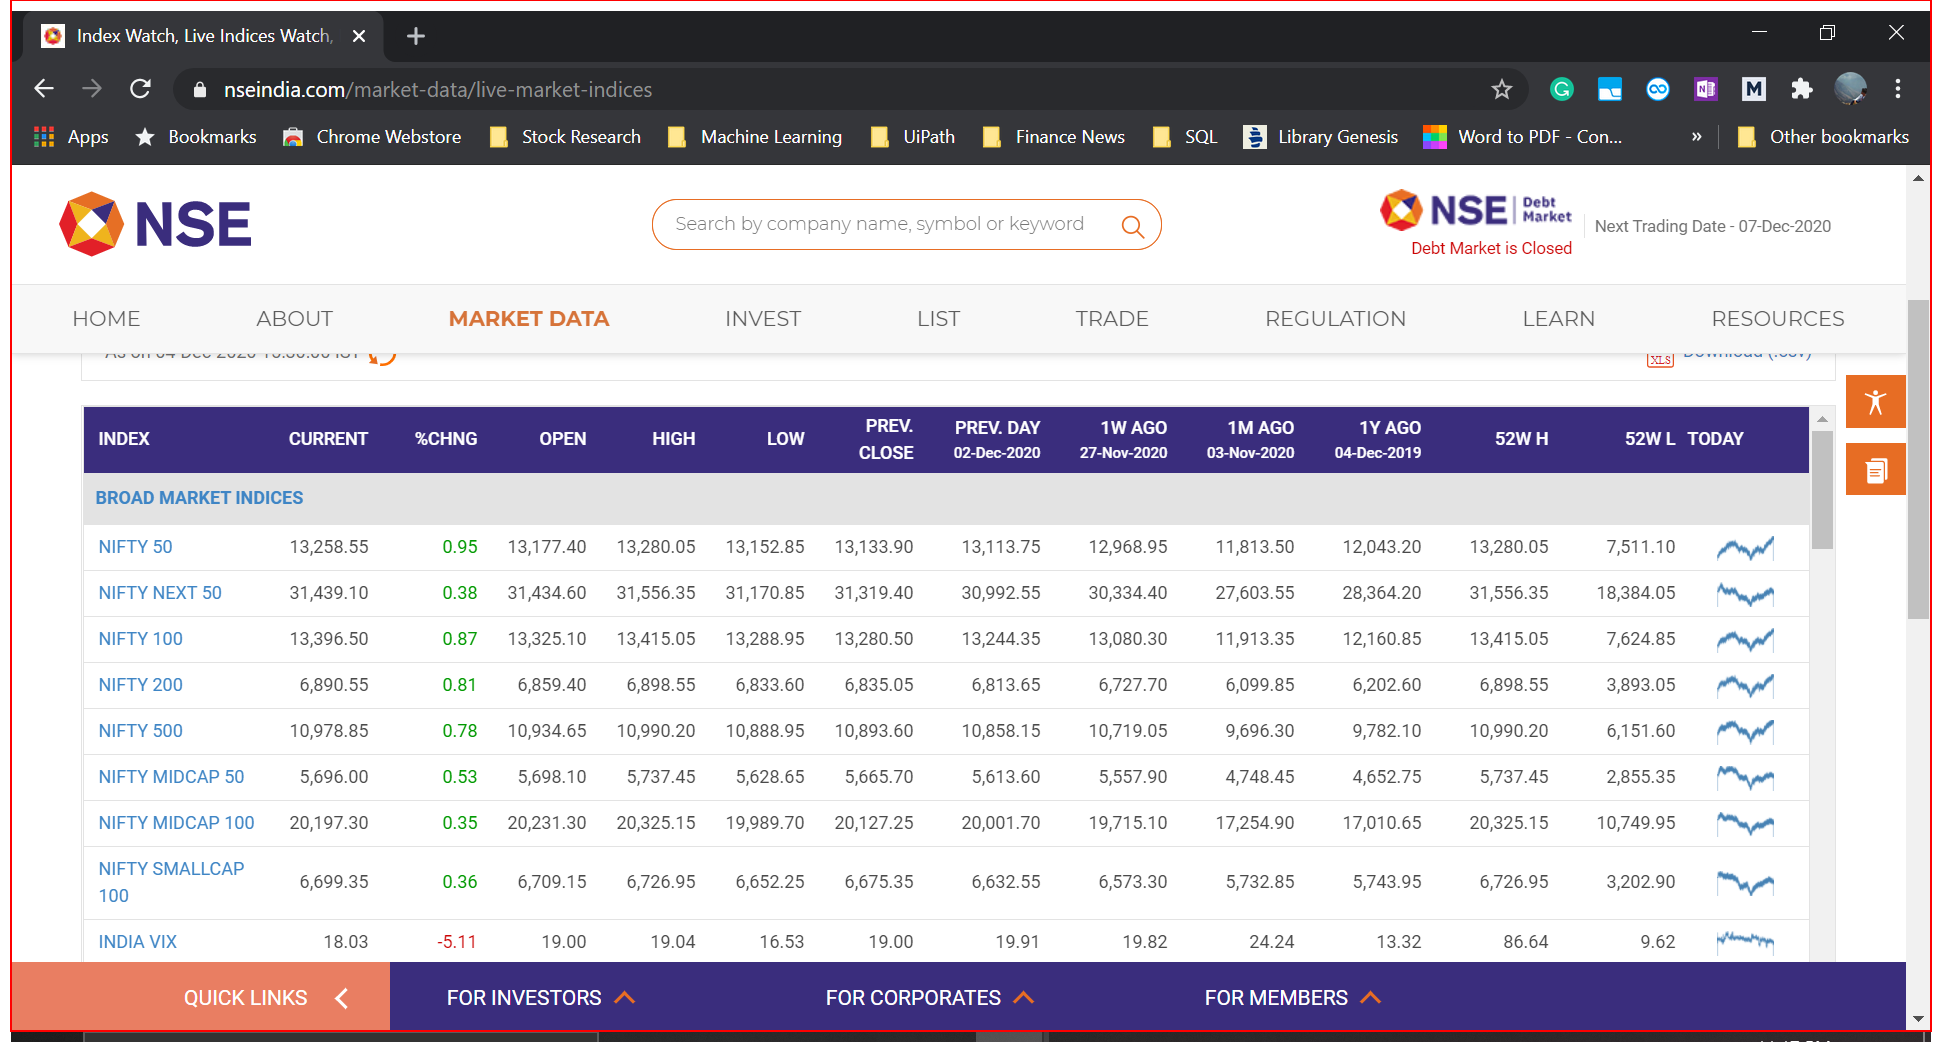 Index Watch, Live Indices Watch,
nseindia.com/market-data/live-market-indices
Apps Bookmarks Chrome Webstore Stock Research Machine Learning UiPath Finance News SQL Library Genesis Word to PDF - Con... » Other bookmarks
NSE
Search by company name, symbol or keyword
NSE Debt Market
Debt Market is Closed
Next Trading Date - 07-Dec-2020
HOME ABOUT MARKET DATA INVEST LIST TRADE REGULATION LEARN RESOURCES
As on 04 Dec 2020 IST
XLS Download (.csv)
INDEX CURRENT %CHNG OPEN HIGH LOW PREV. CLOSE PREV. DAY 02-Dec-2020 1W AGO 27-Nov-2020 1M AGO 03-Nov-2020 1Y AGO 04-Dec-2019 52W H 52W L TODAY
BROAD MARKET INDICES
NIFTY 50 13,258.55 0.95 13,177.40 13,280.05 13,152.85 13,133.90 13,113.75 12,968.95 11,813.50 12,043.20 13,280.05 7,511.10
NIFTY NEXT 50 31,439.10 0.38 31,434.60 31,556.35 31,170.85 31,319.40 30,992.55 30,334.40 27,603.55 28,364.20 31,556.35 18,384.05
NIFTY 100 13,396.50 0.87 13,325.10 13,415.05 13,288.95 13,280.50 13,244.35 13,080.30 11,913.35 12,160.85 13,415.05 7,624.85
NIFTY 200 6,890.55 0.81 6,859.40 6,898.55 6,833.60 6,835.05 6,813.65 6,727.70 6,099.85 6,202.60 6,898.55 3,893.05
NIFTY 500 10,978.85 0.78 10,934.65 10,990.20 10,888.95 10,893.60 10,858.15 10,719.05 9,696.30 9,782.10 10,990.20 6,151.60
NIFTY MIDCAP 50 5,696.00 0.53 5,698.10 5,737.45 5,628.65 5,665.70 5,613.60 5,557.90 4,748.45 4,652.75 5,737.45 2,855.35
NIFTY MIDCAP 100 20,197.30 0.35 20,231.30 20,325.15 19,989.70 20,127.25 20,001.70 19,715.10 17,254.90 17,010.65 20,325.15 10,749.95
NIFTY SMALLCAP 100 6,699.35 0.36 6,709.15 6,726.95 6,652.25 6,675.35 6,632.55 6,573.30 5,732.85 5,743.95 6,726.95 3,202.90
INDIA VIX 18.03 -5.11 19.00 19.04 16.53 19.00 19.91 19.82 24.24 13.32 86.64 9.62
QUICK LINKS FOR INVESTORS FOR CORPORATES FOR MEMBERS